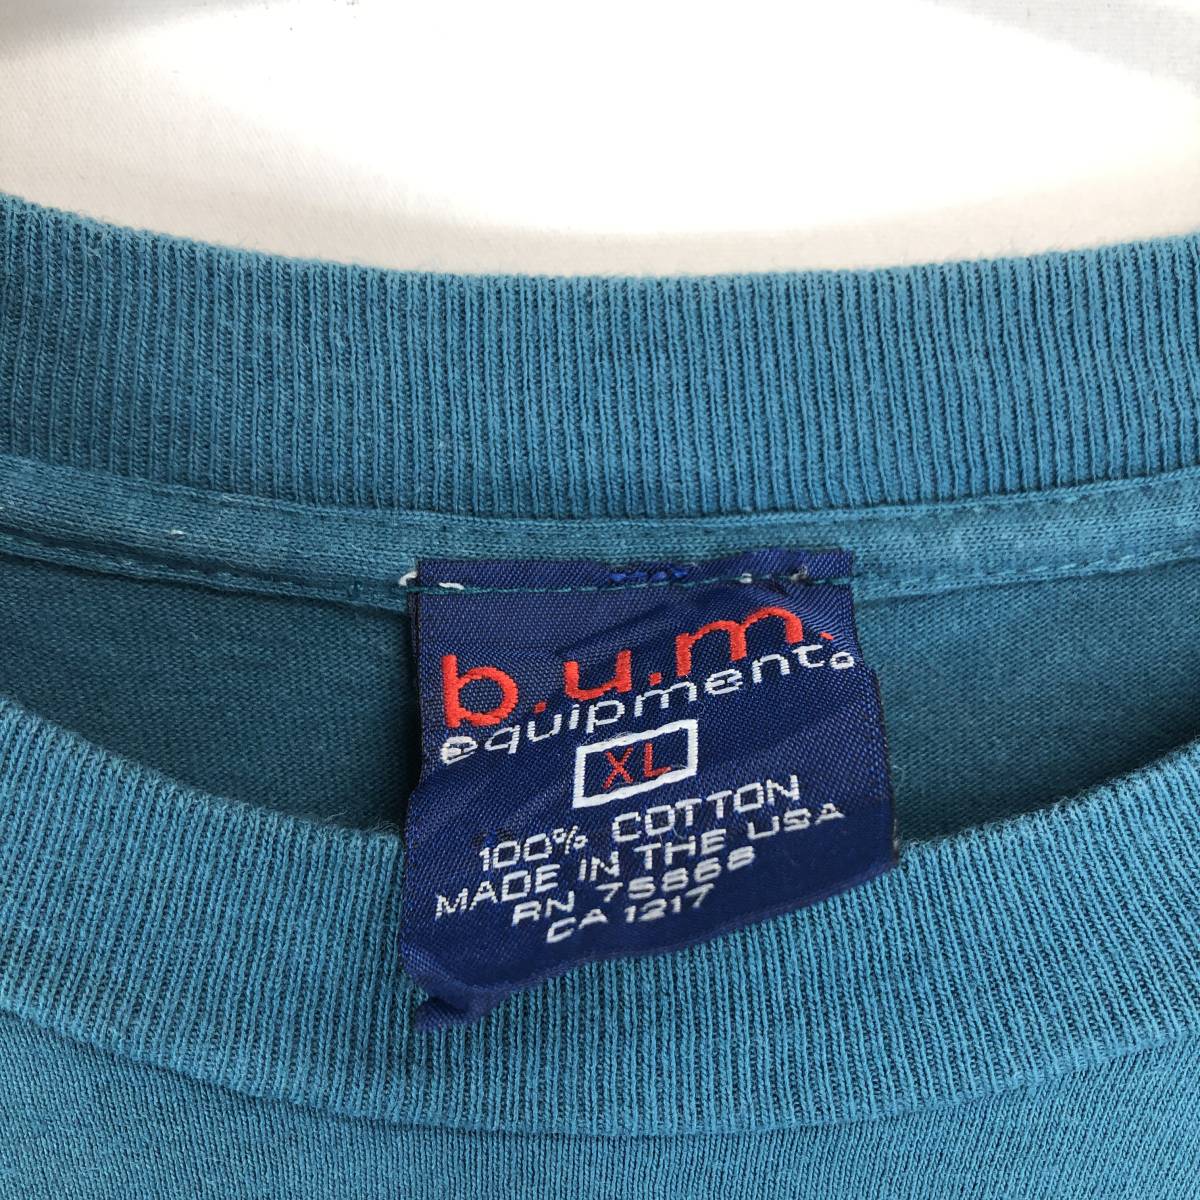 b.u.m.
equipment.
XL
100% COTTON
MADE IN THE USA
RN 75868
CA 1217